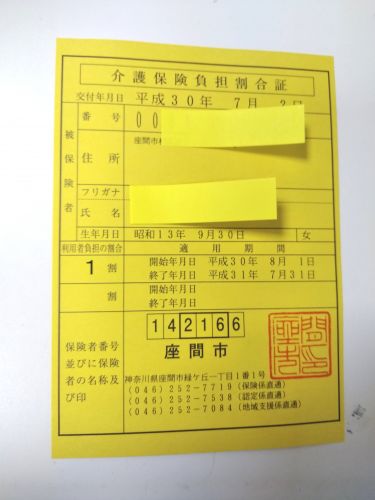 介護保険負担割合証
交付年月日 平成30年 7月 2日
番号 00
被保険者
住所 座間市
フリガナ
氏名
生年月日 昭和13年 9月30日 女
利用者負担の割合 適用期間
1割 開始年月日 平成30年 8月 1日
終了年月日 平成31年 7月31日
割 開始年月日
終了年月日
保険者番号
並びに保険
者の名称及
び印
142166
座間市
神奈川県座間市緑ケ丘一丁目1番1号
(046)252-7719(保険係直通)
(046)252-7538(認定係直通)
(046)252-7084(地域支援係直通)